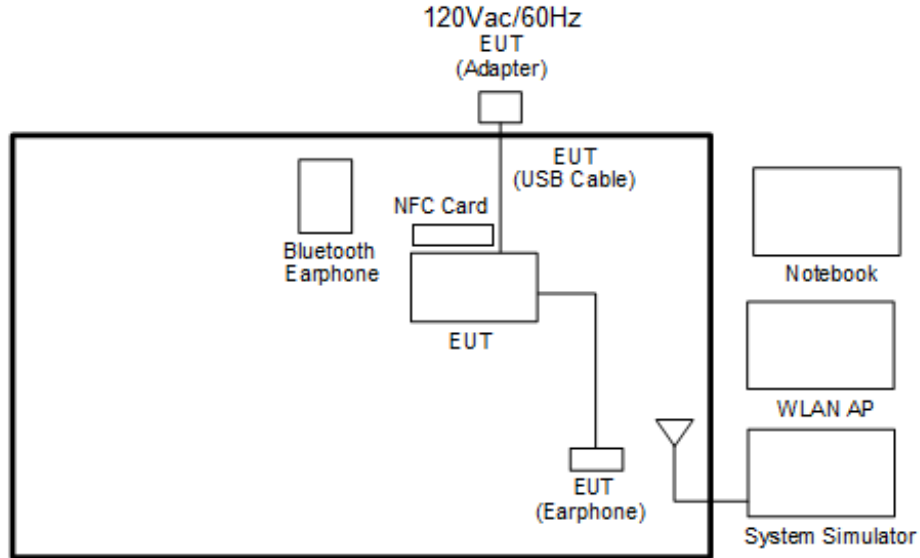 120Vac/60Hz
EUT
(Adapter)
EUT
(USB Cable)
NFC Card
Bluetooth
Earphone
EUT
Notebook
WLAN AP
EUT
(Earphone)
System Simulator